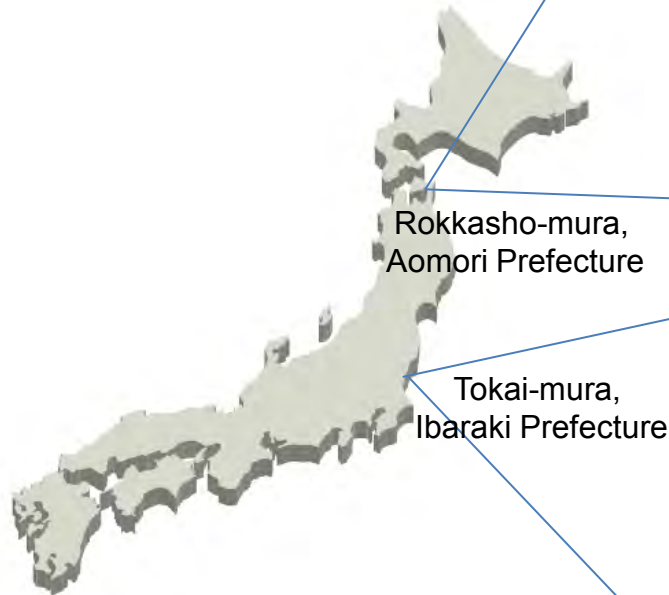 Rokkasho-mura,
Aomori Prefecture
Tokai-mura,
Ibaraki Prefecture